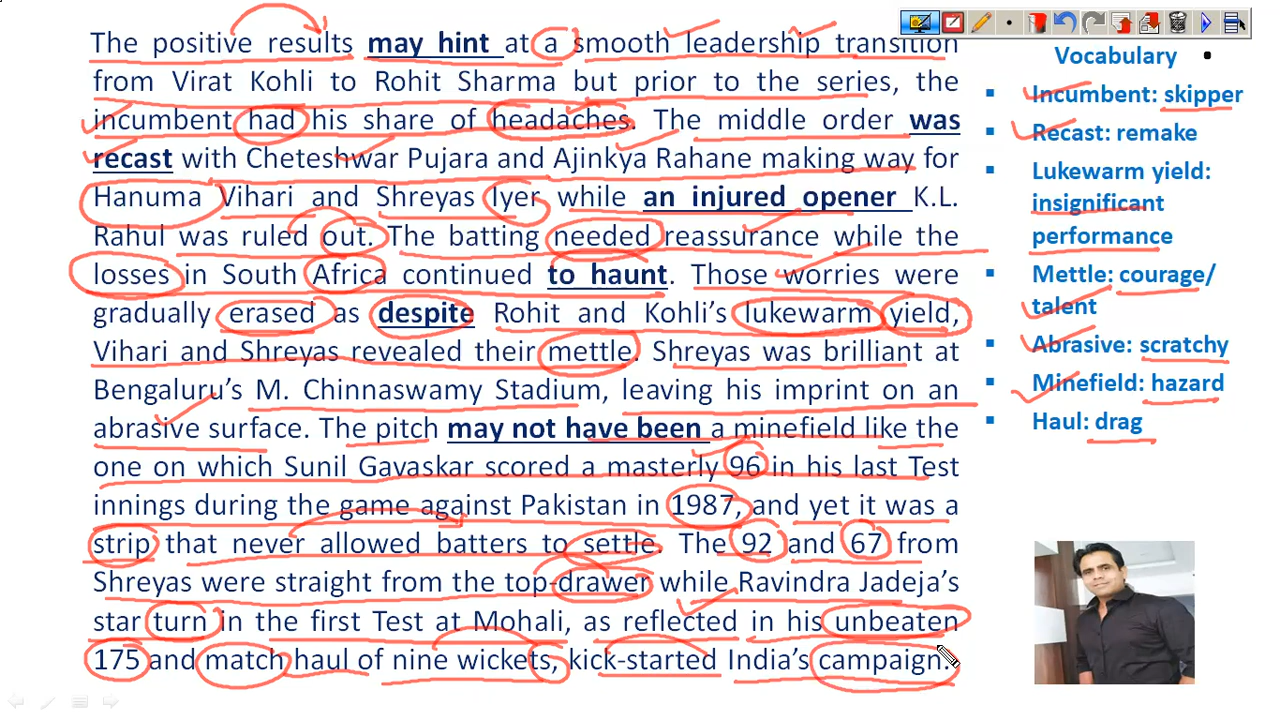 The positive results may hint at a smooth leadership transition
from Virat Kohli to Rohit Sharma but prior to the series, the
incumbent had his share of headaches. The middle order was
recast with Cheteshwar Pujara and Ajinkya Rahane making way for
Hanuma Vihari and Shreyas Iyer while an injured opener K.L.
Rahul was ruled out. The batting needed reassurance while the
losses in South Africa continued to haunt. Those worries were
gradually erased as despite Rohit and Kohli’s lukewarm yield,
Vihari and Shreyas revealed their mettle. Shreyas was brilliant at
Bengaluru’s M. Chinnaswamy Stadium, leaving his imprint on an
abrasive surface. The pitch may not have been a minefield like the
one on which Sunil Gavaskar scored a masterly 96 in his last Test
innings during the game against Pakistan in 1987, and yet it was a
strip that never allowed batters to settle. The 92 and 67 from
Shreyas were straight from the top-drawer while Ravindra Jadeja’s
star turn in the first Test at Mohali, as reflected in his unbeaten
175 and match haul of nine wickets, kick-started India’s campaign.
Vocabulary
Incumbent: skipper
Recast: remake
Lukewarm yield:
insignificant
performance
Mettle: courage/
talent
Abrasive: scratchy
Minefield: hazard
Haul: drag